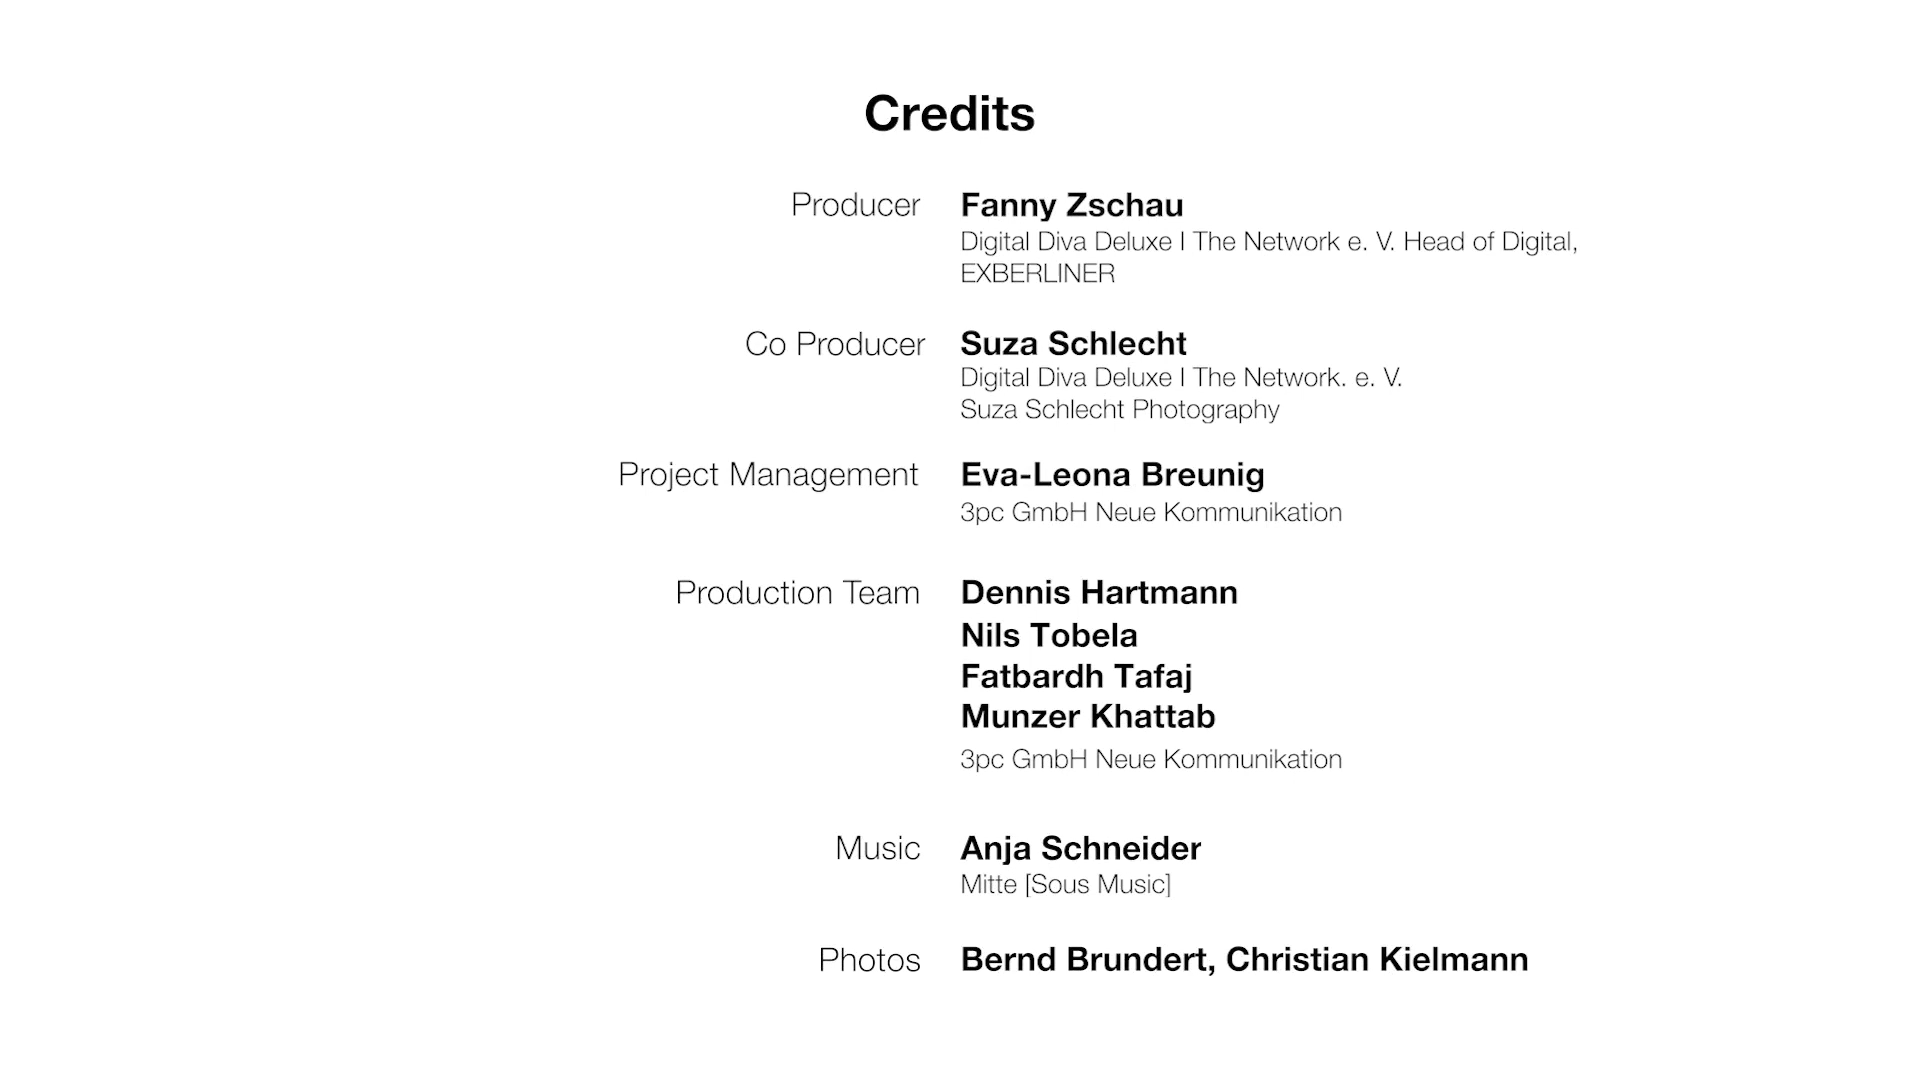 Credits
Producer Fanny Zschau
Digital Diva Deluxe I The Network e. V. Head of Digital,
EXBERLINER
Co Producer Suza Schlecht
Digital Diva Deluxe I The Network. e. V.
Suza Schlecht Photography
Project Management Eva-Leona Breunig
3pc GmbH Neue Kommunikation
Production Team Dennis Hartmann
Nils Tobela
Fatbardh Tafaj
Munzer Khattab
3pc GmbH Neue Kommunikation
Music Anja Schneider
Mitte [Sous Music]
Photos Bernd Brundert, Christian Kielmann